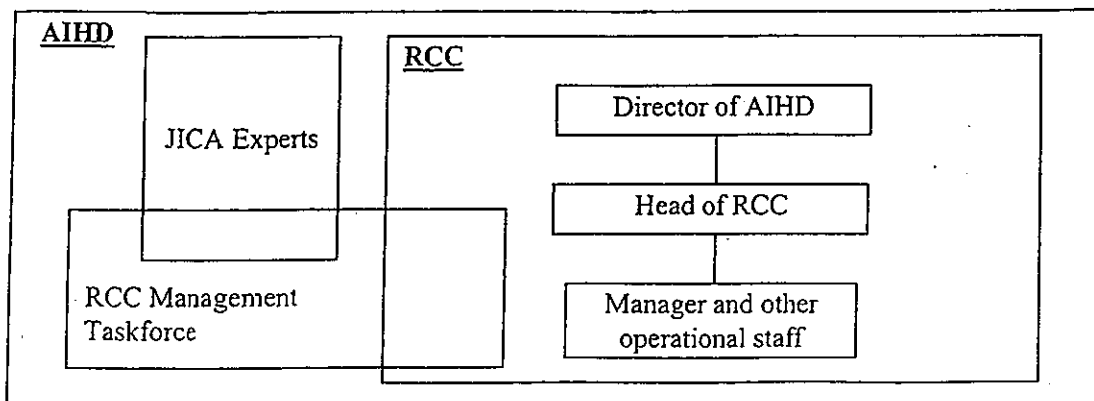 AIHD
RCC
JICA Experts
Director of AIHD
Head of RCC
RCC Management
Taskforce
Manager and other
operational staff